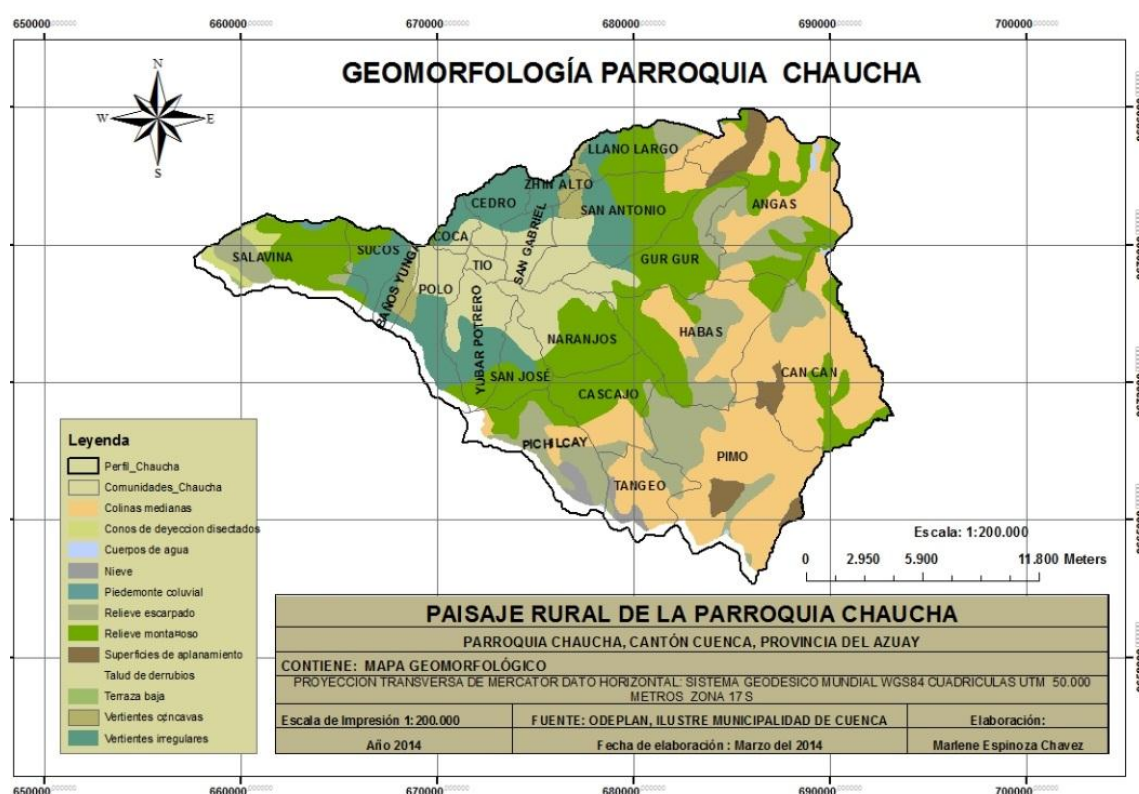 650000 660000 670000 680000 690000 700000
GEOMORFOLOGÍA PARROQUIA CHAUCHA
N
W E
S
LLANO LARGO
ZHIN ALTO
CEDRO
SAN ANTONIO
ANGAS
COCA
SAN GABRIEL
SUCOS
SALAVINA
TIO
GUR GUR
BAÑOS YUNGA
POLO
YUBAR POTRERO
NARANJOS
HABAS
SAN JOSÉ
CASCAJO
CAN CAN
PICHILCAY
PIMO
TANGEO
Leyenda
Perfil_Chaucha
Comunidades_Chaucha
Colinas medianas
Conos de deyeccion disectados
Cuerpos de agua
Nieve
Piedemonte coluvial
Relieve escarpado
Relieve monta¤oso
Superficies de aplanamiento
Talud de derrubios
Terraza baja
Vertientes c¢ncavas
Vertientes irregulares
Escala: 1:200.000
0 2.950 5.900 11.800 Meters
PAISAJE RURAL DE LA PARROQUIA CHAUCHA
PARROQUIA CHAUCHA, CANTÓN CUENCA, PROVINCIA DEL AZUAY
CONTIENE: MAPA GEOMORFOLÓGICO
PROYECCION TRANSVERSA DE MERCATOR DATO HORIZONTAL: SISTEMA GEODESICO MUNDIAL WGS84 CUADRICULAS UTM 50.000
METROS ZONA 17 S
Escala de Impresión 1:200.000 FUENTE: ODEPLAN, ILUSTRE MUNICIPALIDAD DE CUENCA Elaboración:
Año 2014 Fecha de elaboración : Marzo del 2014 Marlene Espinoza Chavez
650000 660000 670000 680000 690000 700000